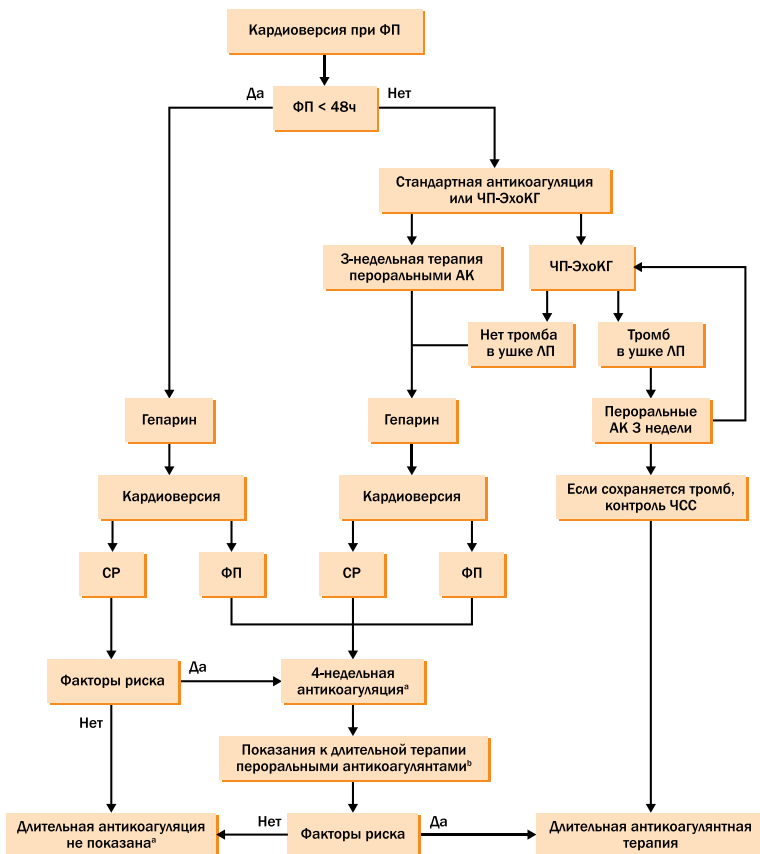 Кардиоверсия при ФП
Да
Нет
ФП < 48ч
Стандартная антикоагуляция
или ЧП-ЭхоКГ
3-недельная терапия
пероральными АК
ЧП-ЭхоКГ
Нет тромба
в ушке ЛП
Тромб
в ушке ЛП
Гепарин
Гепарин
Пероральные
АК 3 недели
Кардиоверсия
Кардиоверсия
Если сохраняется тромб,
контроль ЧСС
СР
ФП
СР
ФП
Факторы риска
Да
4-недельная
антикоагуляцияᵃ
Нет
Показания к длительной терапии
пероральными антикоагулянтамиᵇ
Длительная антикоагуляция
не показанаᵃ
Нет
Факторы риска
Да
Длительная антикоагулянтная
терапия